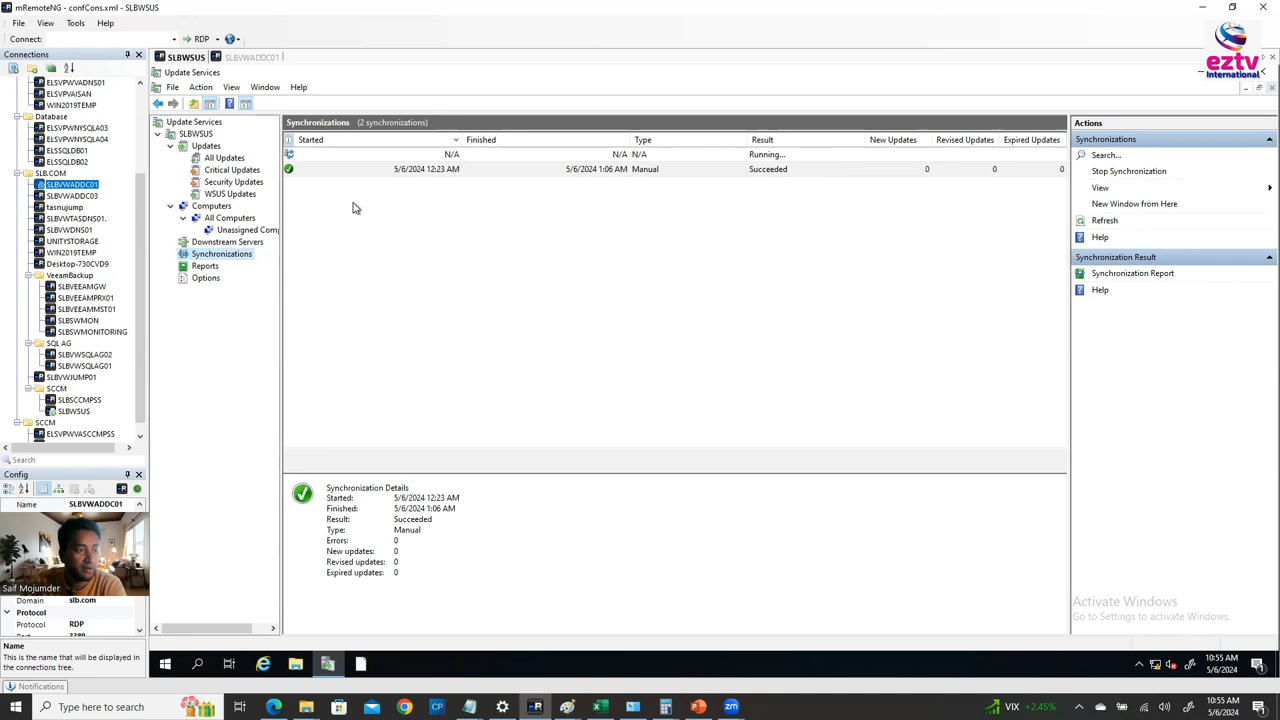 mRemoteNG - confCons.xml - SLBWSUS
File View Tools Help
Connect: RDP
Connections
ELSVPWVADNS01
ELSVPWVAISAN
WIN2019TEMP
Database
ELSVPWNYSQLA03
ELSVPWNYSQLA04
ELSSQLDB01
ELSSQLDB02
SLB.COM
SLBVWADDC01
SLBVWADDC03
tasnujump
SLBVWTASDNS01.
SLBVWDNS01
UNITYSTORAGE
WIN2019TEMP
Desktop-730CVD9
VeeamBackup
SLBVEEAMGW
SLBVEEAMPRX01
SLBVEEAMMST01
SLBSWMON
SLBSWMONITORING
SQL AG
SLBVWSQLAG02
SLBVWSQLAG01
SLBVWJUMP01
SCCM
SLBSCCMPSS
SLBWSUS
SCCM
ELSVPWVASCCMPSS
Search
Config
Name SLBVWADDC01
Saif Mojumder
Domain slb.com
Protocol
Protocol RDP
Port 3389
Name
This is the name that will be displayed in
the connections tree.
Notifications
SLBWSUS SLBVWADDC01
Update Services
File Action View Window Help
Update Services
SLBWSUS
Updates
All Updates
Critical Updates
Security Updates
WSUS Updates
Computers
All Computers
Unassigned Comp
Downstream Servers
Synchronizations
Reports
Options
Synchronizations (2 synchronizations)
Started Finished Type Result New Updates Revised Updates Expired Updates
N/A N/A N/A Running...
5/6/2024 12:23 AM 5/6/2024 1:06 AM Manual Succeeded 0 0 0
Synchronization Details
Started: 5/6/2024 12:23 AM
Finished: 5/6/2024 1:06 AM
Result: Succeeded
Type: Manual
Errors: 0
New updates: 0
Revised updates: 0
Expired updates: 0
eztv
International
Actions
Synchronizations
Search...
Stop Synchronization
View
New Window from Here
Refresh
Help
Synchronization Result
Synchronization Report
Help
Activate Windows
Go to Settings to activate Windows.
10:55 AM
5/6/2024
Type here to search
VIX +2.45%
10:55 AM
5/6/2024